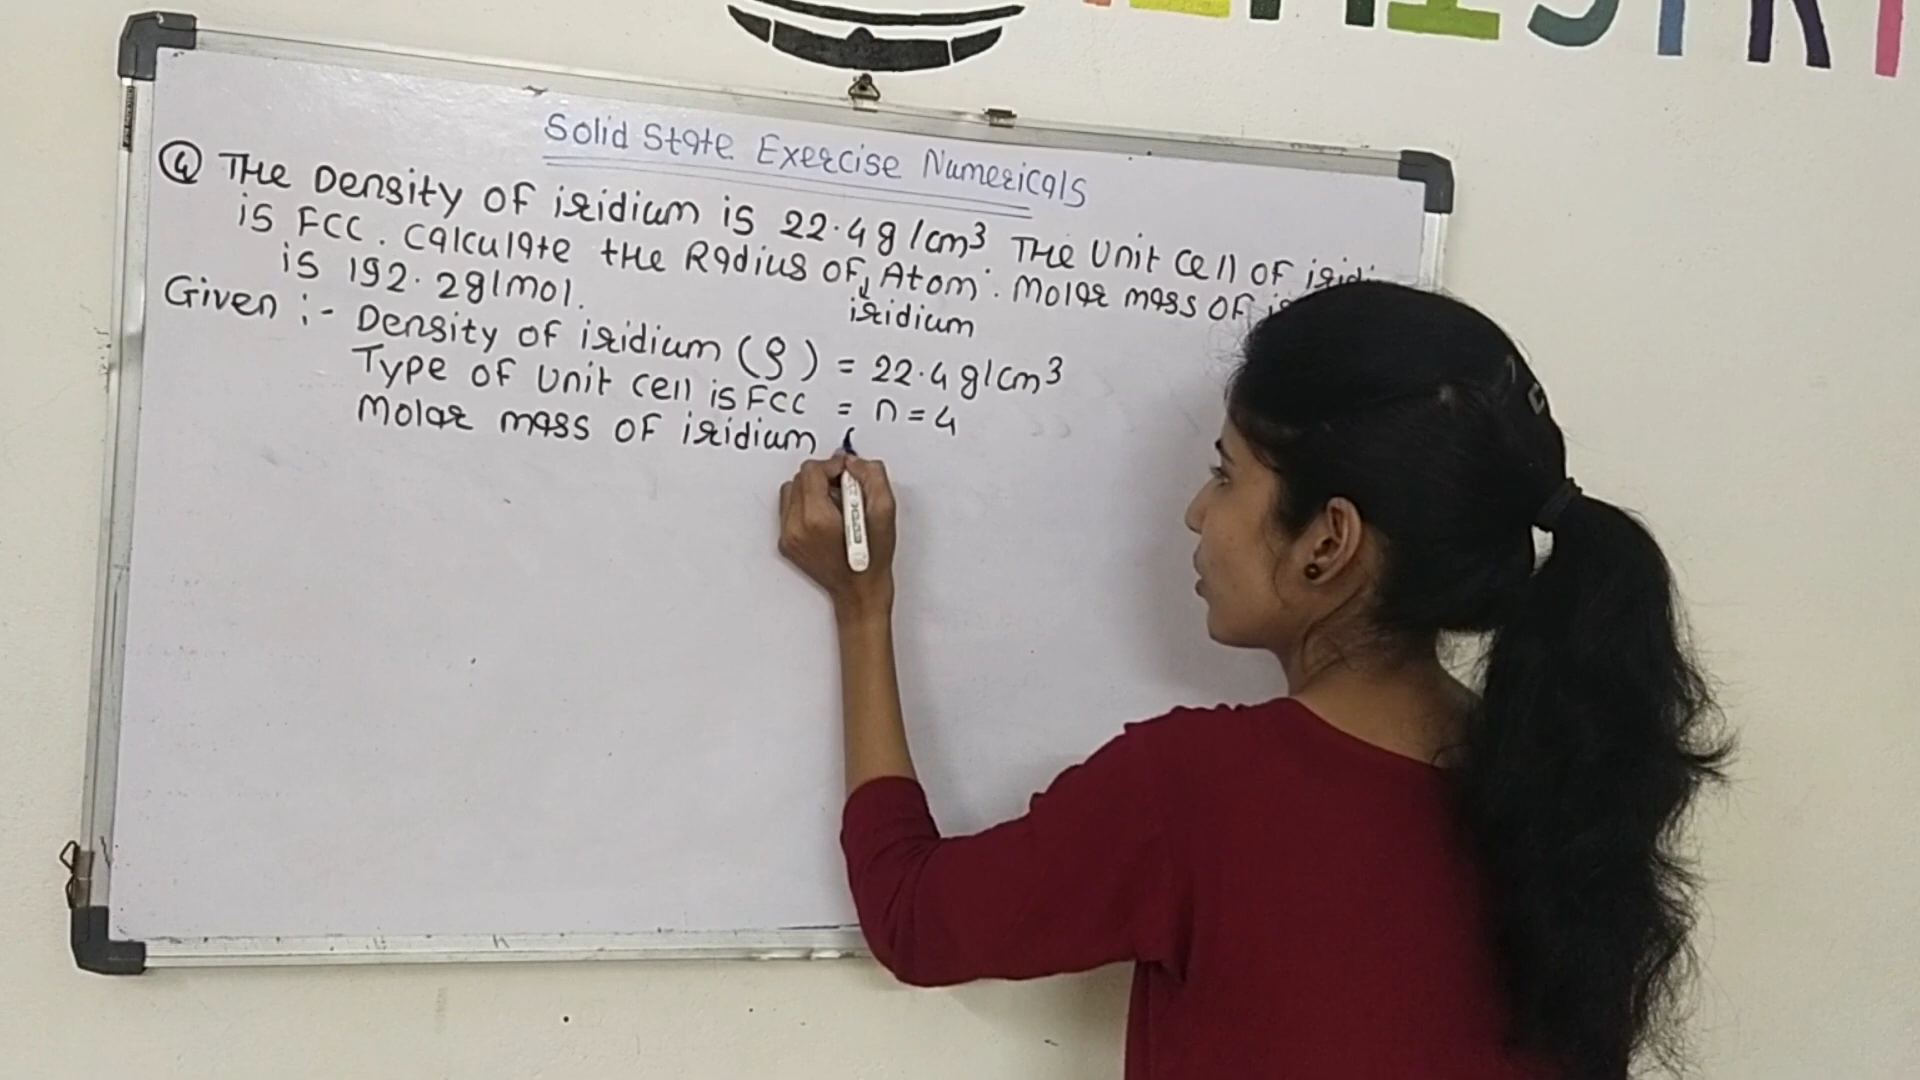 Solid State Exercise Numericals
④ THe Density OF iridium is 22.4 g/cm³ THe Unit cell OF
is FCC. Calculate tHe Radius OF Atom. Molar mass OF
iridium
is 192.2g/mol.
Given :- Density OF iridium (ρ) = 22.4 g/cm³
Type OF Unit cell is FCC = n = 4
Molar mass OF iridium (